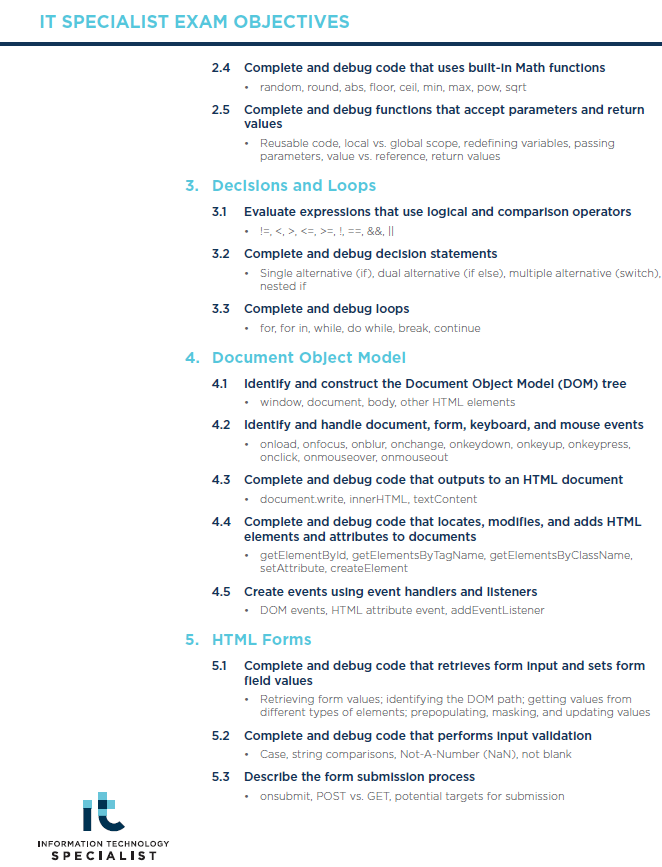 IT SPECIALIST EXAM OBJECTIVES
2.4 Complete and debug code that uses built-in Math functions
• random, round, abs, floor, ceil, min, max, pow, sqrt
2.5 Complete and debug functions that accept parameters and return
values
• Reusable code, local vs. global scope, redefining variables, passing
parameters, value vs. reference, return values
3. Decisions and Loops
3.1 Evaluate expressions that use logical and comparison operators
• !=, <, >, <=, >=, !, ==, &&, ||
3.2 Complete and debug decision statements
• Single alternative (if), dual alternative (if else), multiple alternative (switch),
nested if
3.3 Complete and debug loops
• for, for in, while, do while, break, continue
4. Document Object Model
4.1 Identify and construct the Document Object Model (DOM) tree
• window, document, body, other HTML elements
4.2 Identify and handle document, form, keyboard, and mouse events
• onload, onfocus, onblur, onchange, onkeydown, onkeyup, onkeypress,
onclick, onmouseover, onmouseout
4.3 Complete and debug code that outputs to an HTML document
• document.write, innerHTML, textContent
4.4 Complete and debug code that locates, modifies, and adds HTML
elements and attributes to documents
• getElementById, getElementsByTagName, getElementsByClassName,
setAttribute, createElement
4.5 Create events using event handlers and listeners
• DOM events, HTML attribute event, addEventListener
5. HTML Forms
5.1 Complete and debug code that retrieves form input and sets form
field values
• Retrieving form values; identifying the DOM path; getting values from
different types of elements; prepopulating, masking, and updating values
5.2 Complete and debug code that performs input validation
• Case, string comparisons, Not-A-Number (NaN), not blank
5.3 Describe the form submission process
• onsubmit, POST vs. GET, potential targets for submission
it
INFORMATION TECHNOLOGY
SPECIALIST